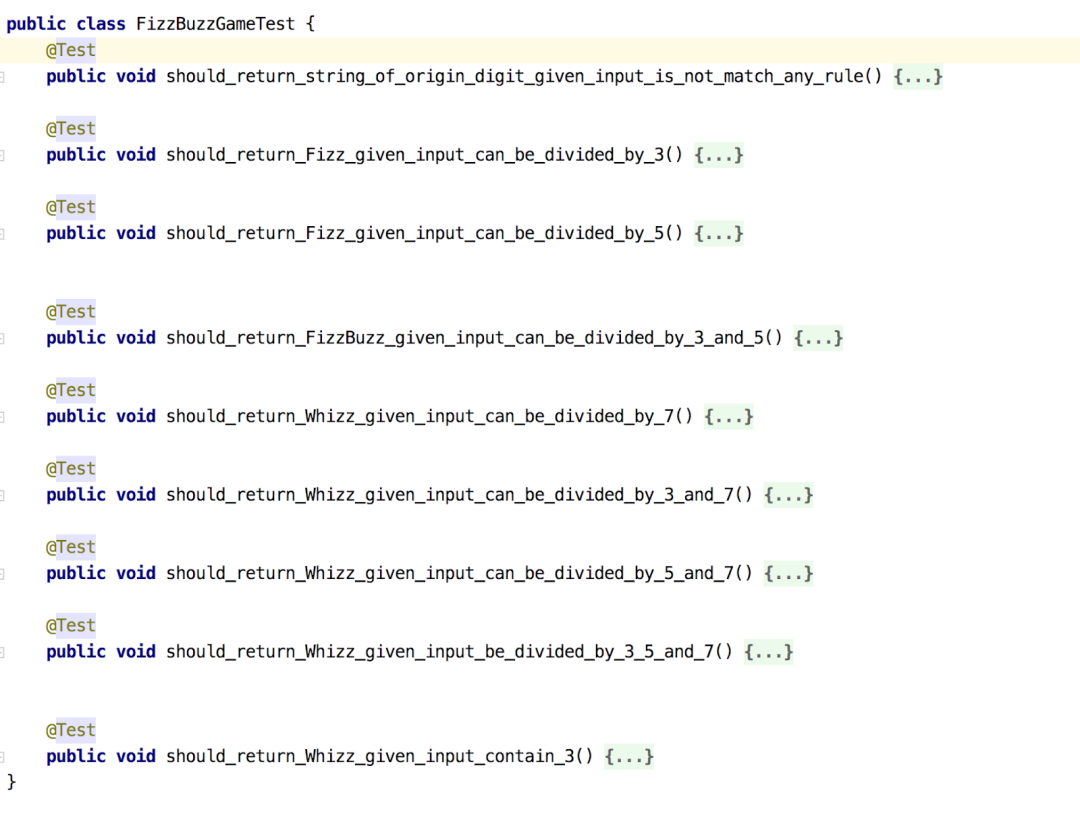 public class FizzBuzzGameTest {
@Test
public void should_return_string_of_origin_digit_given_input_is_not_match_any_rule() {...}
@Test
public void should_return_Fizz_given_input_can_be_divided_by_3() {...}
@Test
public void should_return_Fizz_given_input_can_be_divided_by_5() {...}
@Test
public void should_return_FizzBuzz_given_input_can_be_divided_by_3_and_5() {...}
@Test
public void should_return_Whizz_given_input_can_be_divided_by_7() {...}
@Test
public void should_return_Whizz_given_input_can_be_divided_by_3_and_7() {...}
@Test
public void should_return_Whizz_given_input_can_be_divided_by_5_and_7() {...}
@Test
public void should_return_Whizz_given_input_be_divided_by_3_5_and_7() {...}
@Test
public void should_return_Whizz_given_input_contain_3() {...}
}